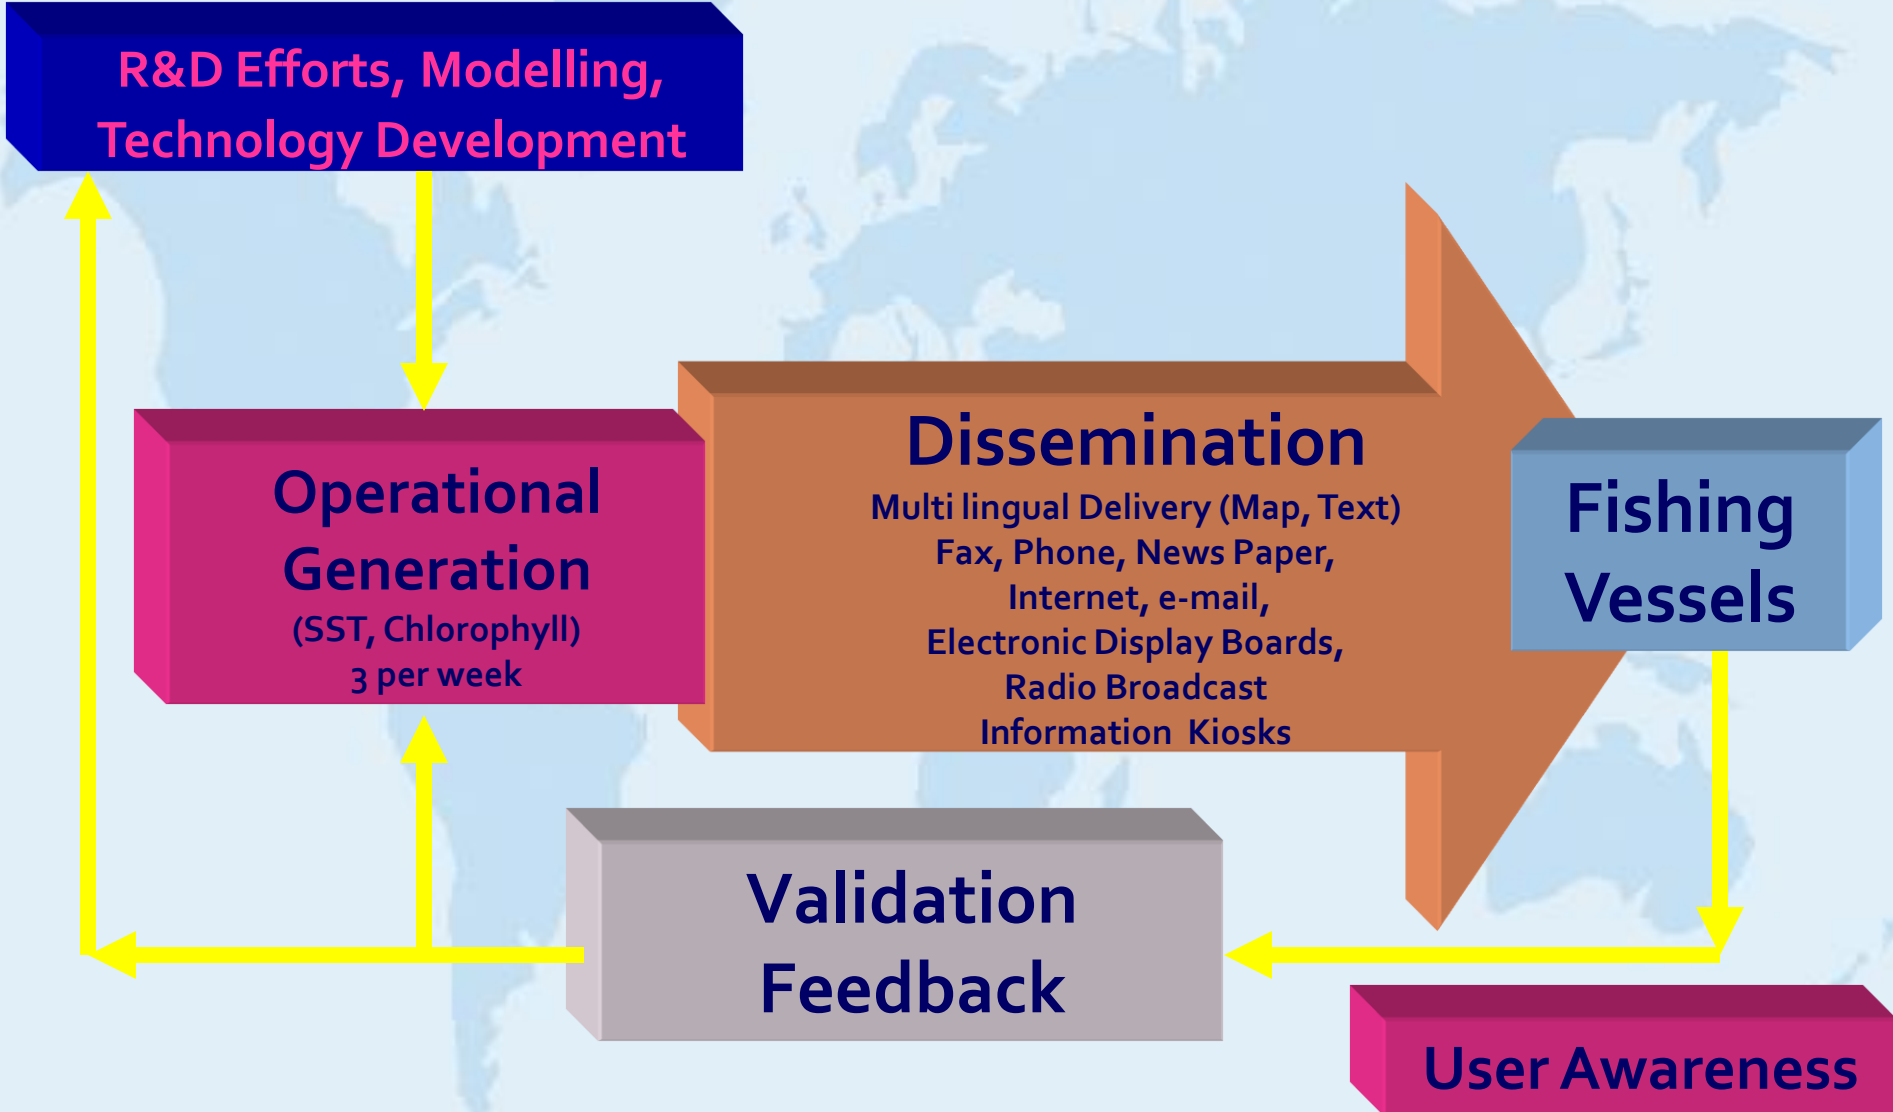 R&D Efforts, Modelling,
Technology Development
Operational
Generation
(SST, Chlorophyll)
3 per week
Dissemination
Multi lingual Delivery (Map, Text)
Fax, Phone, News Paper,
Internet, e-mail,
Electronic Display Boards,
Radio Broadcast
Information Kiosks
Fishing
Vessels
Validation
Feedback
User Awareness